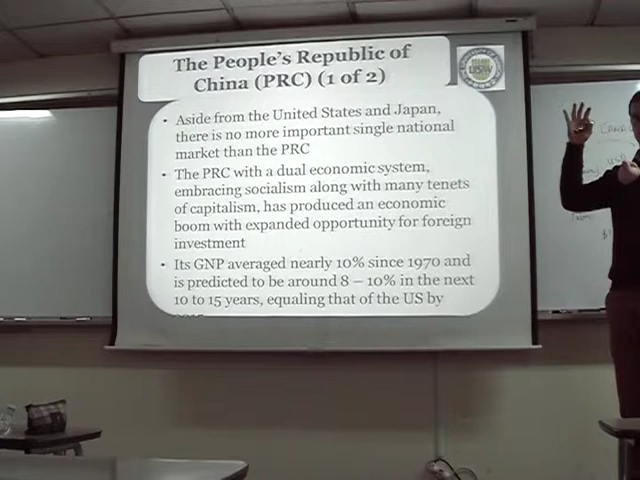 The People's Republic of
China (PRC) (1 of 2)
• Aside from the United States and Japan,
there is no more important single national
market than the PRC
• The PRC with a dual economic system,
embracing socialism along with many tenets
of capitalism, has produced an economic
boom with expanded opportunity for foreign
investment
• Its GNP averaged nearly 10% since 1970 and
is predicted to be around 8 – 10% in the next
10 to 15 years, equaling that of the US by